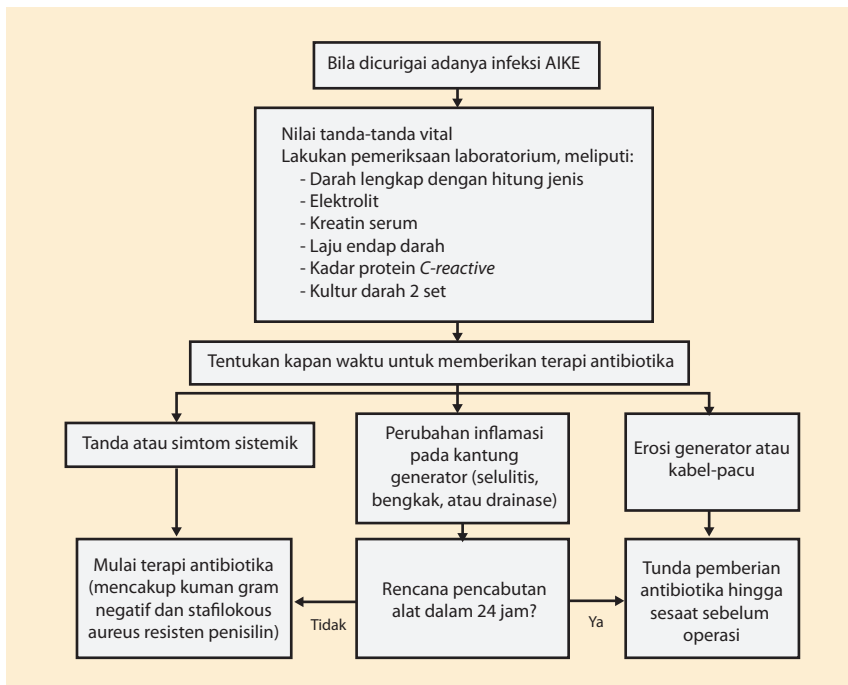 Bila dicurigai adanya infeksi AIKE
Nilai tanda-tanda vital
Lakukan pemeriksaan laboratorium, meliputi:
- Darah lengkap dengan hitung jenis
- Elektrolit
- Kreatin serum
- Laju endap darah
- Kadar protein C-reactive
- Kultur darah 2 set
Tentukan kapan waktu untuk memberikan terapi antibiotika
Tanda atau simtom sistemik
Perubahan inflamasi
pada kantung
generator (selulitis,
bengkak, atau drainase)
Erosi generator atau
kabel-pacu
Mulai terapi antibiotika
(mencakup kuman gram
negatif dan stafilokous
aureus resisten penisilin)
Tidak
Rencana pencabutan
alat dalam 24 jam?
Ya
Tunda pemberian
antibiotika hingga
sesaat sebelum
operasi